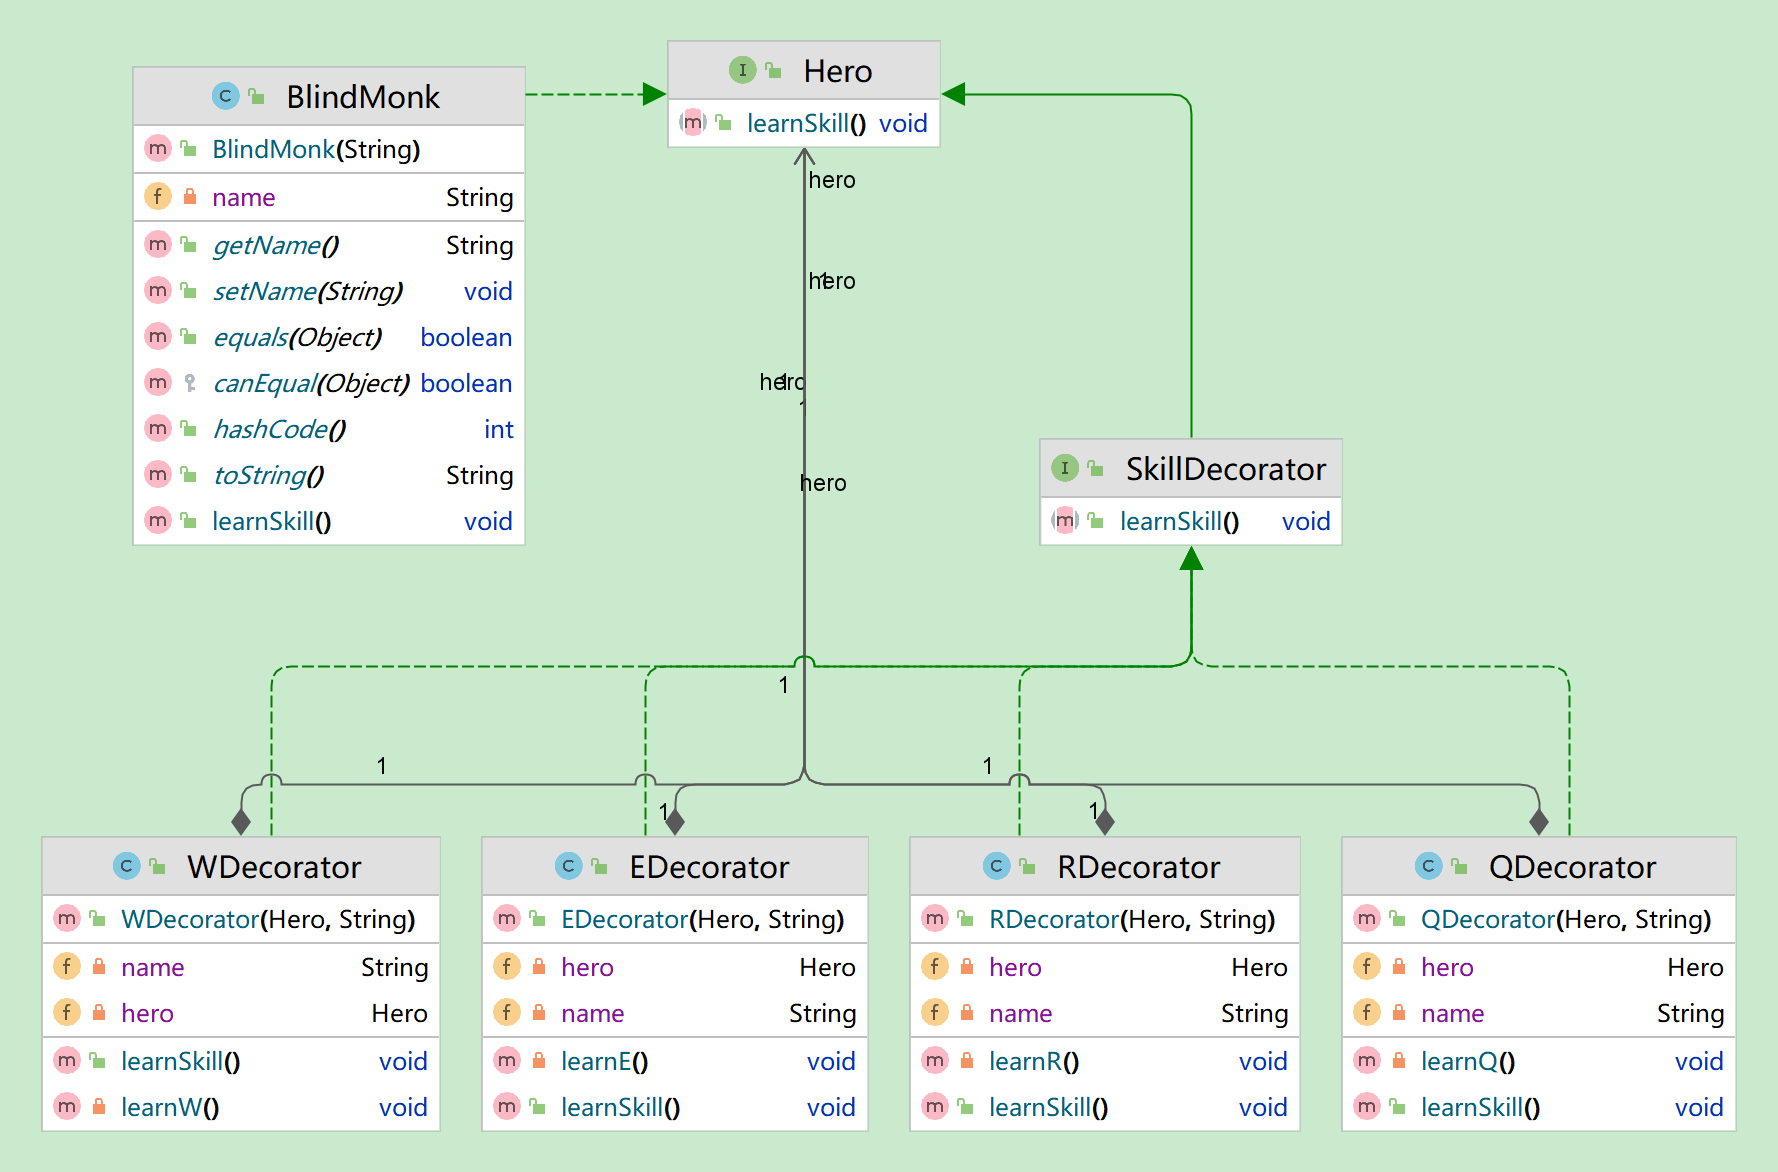 BlindMonk
BlindMonk(String)
name String
getName() String
setName(String) void
equals(Object) boolean
canEqual(Object) boolean
hashCode() int
toString() String
learnSkill() void
Hero
learnSkill() void
hero
hero
1
hero
1
1
hero
1
SkillDecorator
learnSkill() void
1
1
1
1
WDecorator
WDecorator(Hero, String)
name String
hero Hero
learnSkill() void
learnW() void
EDecorator
EDecorator(Hero, String)
hero Hero
name String
learnE() void
learnSkill() void
RDecorator
RDecorator(Hero, String)
hero Hero
name String
learnR() void
learnSkill() void
QDecorator
QDecorator(Hero, String)
hero Hero
name String
learnQ() void
learnSkill() void